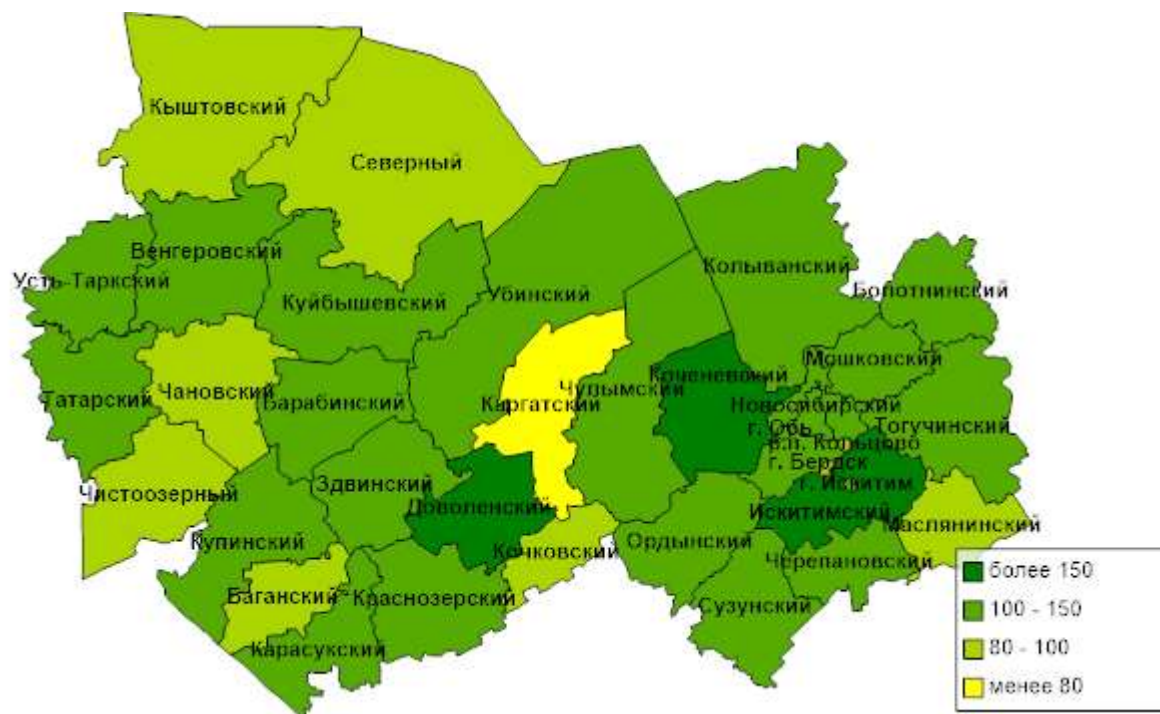 Кыштовский
Северный
Венгеровский
Усть-Таркский
Куйбышевский
Убинский
Колыванский
Болотнинский
Мошковский
Чановский
Татарский
Барабинский
Каргатский
Чулымский
Коченевский
Новосибирский
г. Обь
Тогучинский
р.п. Кольцово
г. Бердск
г. Искитим
Чистоозерный
Здвинский
Доволенский
Искитимский
Маслянинский
Купинский
Кочковский
Ордынский
Черепановский
Баганский
Краснозерский
Сузунский
Карасукский
более 150
100 - 150
80 - 100
менее 80